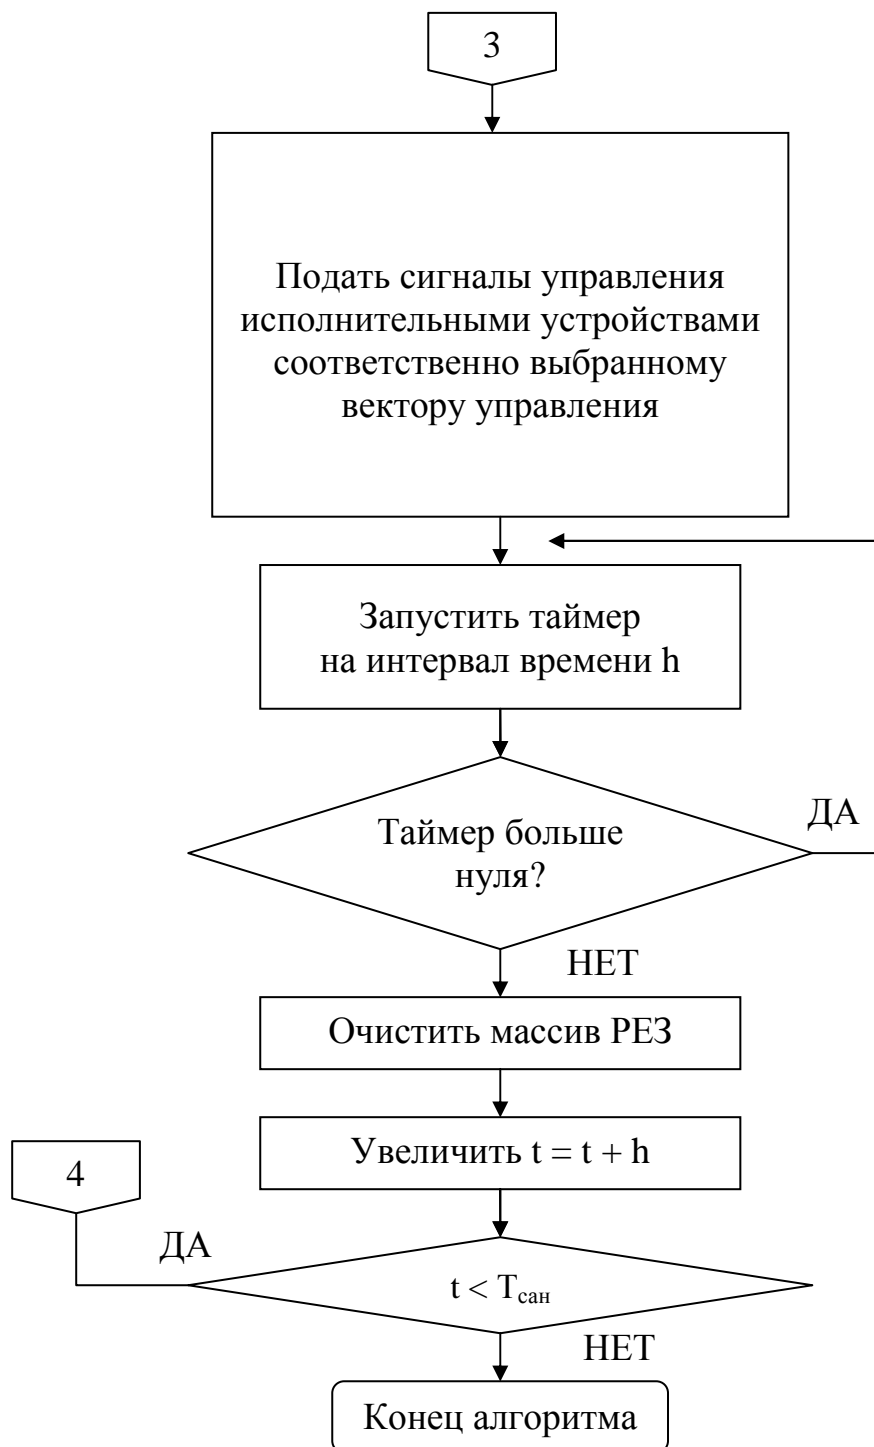 3
Подать сигналы управления
исполнительными устройствами
соответственно выбранному
вектору управления
Запустить таймер
на интервал времени h
Таймер больше
нуля?
ДА
НЕТ
Очистить массив РЕЗ
Увеличить t = t + h
4
ДА
t < Tсан
НЕТ
Конец алгоритма